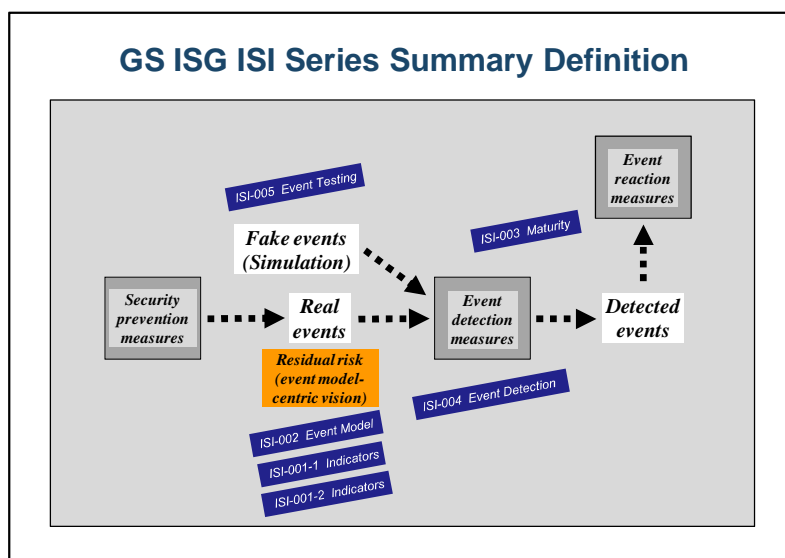 GS ISG ISI Series Summary Definition
ISI-005 Event Testing
Event
reaction
measures
ISI-003 Maturity
Fake events
(Simulation)
Security
prevention
measures
Real
events
Event
detection
measures
Detected
events
Residual risk
(event model-
centric vision)
ISI-004 Event Detection
ISI-002 Event Model
ISI-001-1 Indicators
ISI-001-2 Indicators